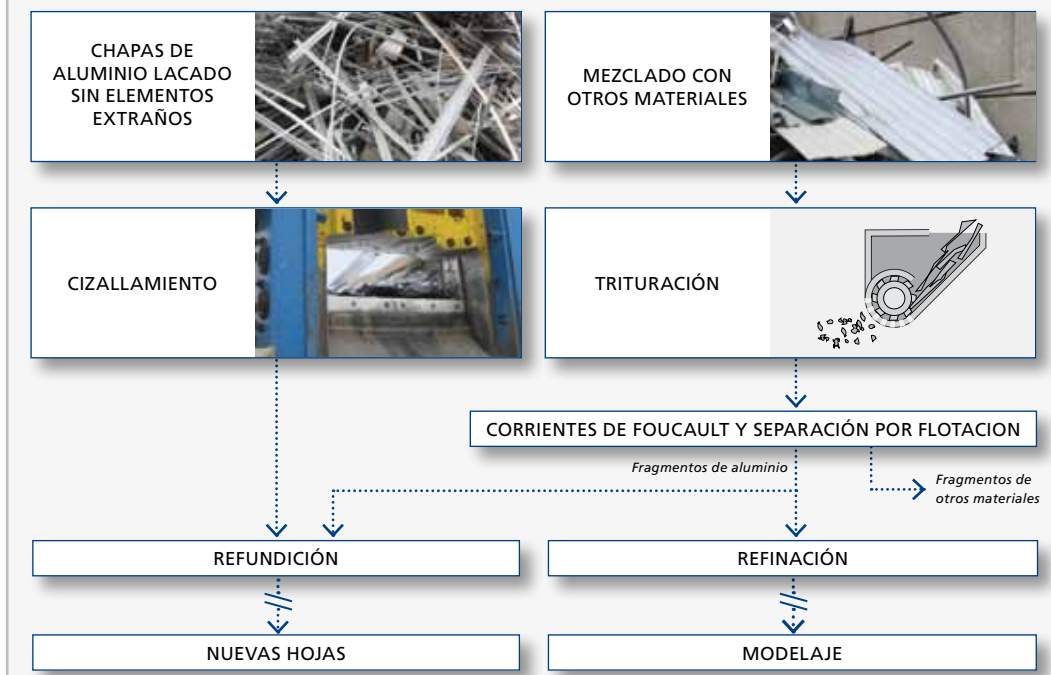 CHAPAS DE
ALUMINIO LACADO
SIN ELEMENTOS
EXTRAÑOS
MEZCLADO CON
OTROS MATERIALES
CIZALLAMIENTO
TRITURACIÓN
CORRIENTES DE FOUCAULT Y SEPARACIÓN POR FLOTACION
Fragmentos de aluminio
Fragmentos de
otros materiales
REFUNDICIÓN
REFINACIÓN
NUEVAS HOJAS
MODELAJE